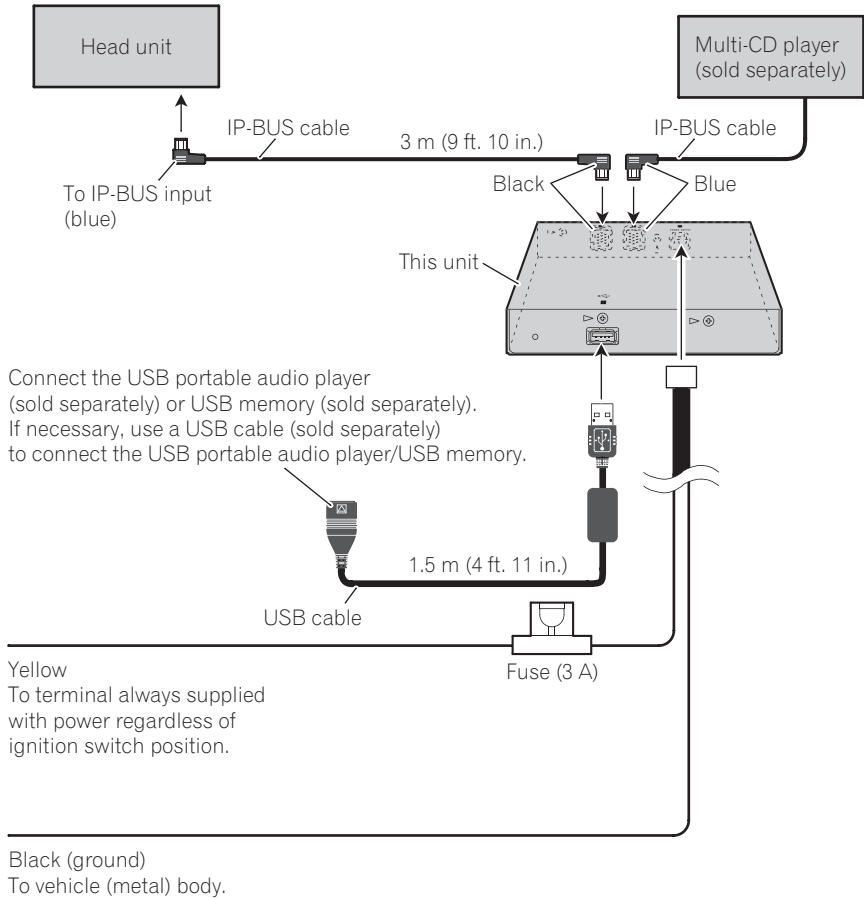 Head unit
Multi-CD player
(sold separately)
IP-BUS cable
3 m (9 ft. 10 in.)
IP-BUS cable
To IP-BUS input
(blue)
Black
Blue
This unit
Connect the USB portable audio player
(sold separately) or USB memory (sold separately).
If necessary, use a USB cable (sold separately)
to connect the USB portable audio player/USB memory.
1.5 m (4 ft. 11 in.)
USB cable
Fuse (3 A)
Yellow
To terminal always supplied
with power regardless of
ignition switch position.
Black (ground)
To vehicle (metal) body.